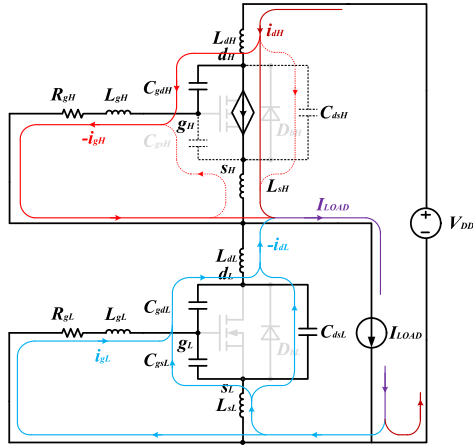 L_dH
i_dH
d_H
C_gdH
R_gH
L_gH
C_dsH
-i_gH
g_H
C_gsH
D_H
s_H
L_sH
I_LOAD
V_DD
L_dL
-i_dL
d_L
R_gL
L_gL
C_gdL
g_L
i_gL
C_gsL
D_L
C_dsL
I_LOAD
s_L
L_sL